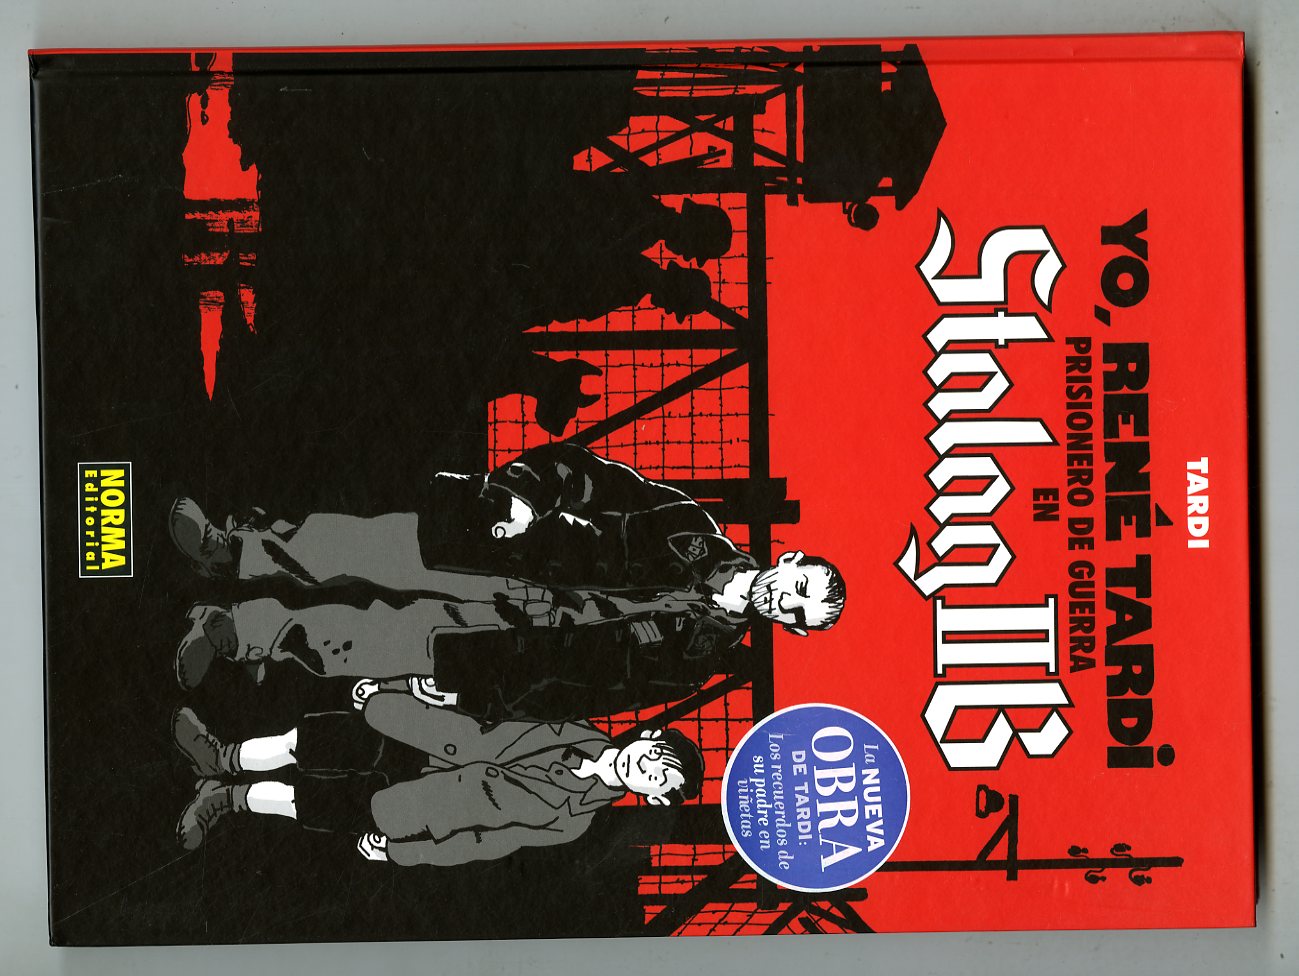 TARDI
YO, RENÉ TARDi
PRISIONERO DE GUERRA
EN
Stalag IIB
La NUEVA
OBRA
DE TARDI:
Los recuerdos de
su padre en
viñetas
NORMA
Editorial